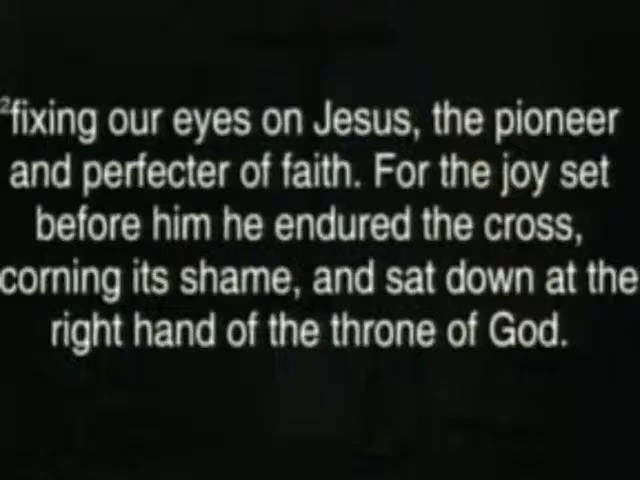 ²fixing our eyes on Jesus, the pioneer
and perfecter of faith. For the joy set
before him he endured the cross,
corning its shame, and sat down at the
right hand of the throne of God.